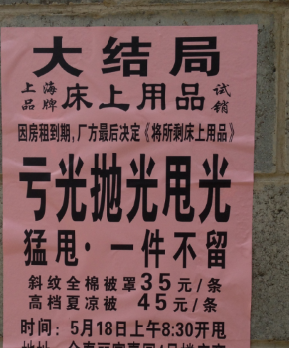 大结局
上海品牌 床上用品 试销
因房租到期，厂方最后决定《将所剩床上用品》
亏光抛光甩光
猛甩·一件不留
斜纹全棉被罩35元/条
高档夏凉被 45元/条
时间：5月18日上午8:30开甩